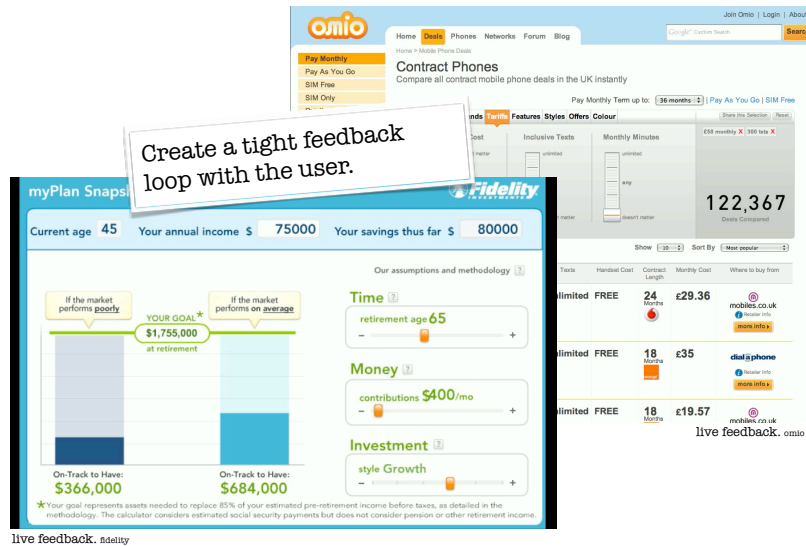 omio
Join Omio | Login | Abou
Home Deals Phones Networks Forum Blog
Google™ Custom Search
Searc
Home > Mobile Phone Deals
Pay Monthly
Pay As You Go
SIM Free
SIM Only
Contract Phones
Compare all contract mobile phone deals in the UK instantly
Pay Monthly Term up to: 36 months | Pay As You Go | SIM Free
Tariffs Features Styles Offers Colour
Share this Selection Reset
Inclusive Texts
Monthly Minutes
£50 monthly X 300 txts X
unlimited
unlimited
any
matter
doesn't matter
122,367
Deals Compared
Show 10 Sort By Most popular
Texts Handset Cost Contract Length Monthly Cost Where to buy from
FREE 24 Months £29.36 mobiles.co.uk
Retailer Info
more info
FREE 18 Months £35 dial a phone
Retailer Info
more info
FREE 18 Months £19.57 mobiles.co.uk
live feedback. omio
Create a tight feedback
loop with the user.
myPlan
Fidelity
INVESTMENTS
Current age 45 Your annual income $ 75000 Your savings thus far $ 80000
Our assumptions and methodology ?
If the market
performs poorly
YOUR GOAL*
$1,755,000
at retirement
If the market
performs on average
Time ?
retirement age 65
- +
Money ?
contributions $400/mo
- +
Investment ?
style Growth
- +
On-Track to Have:
$366,000
On-Track to Have:
$684,000
*Your goal represents assets needed to replace 85% of your estimated pre-retirement income before taxes, as detailed in the
methodology. The calculator considers estimated social security payments but does not consider pension or other retirement income.
live feedback. fidelity